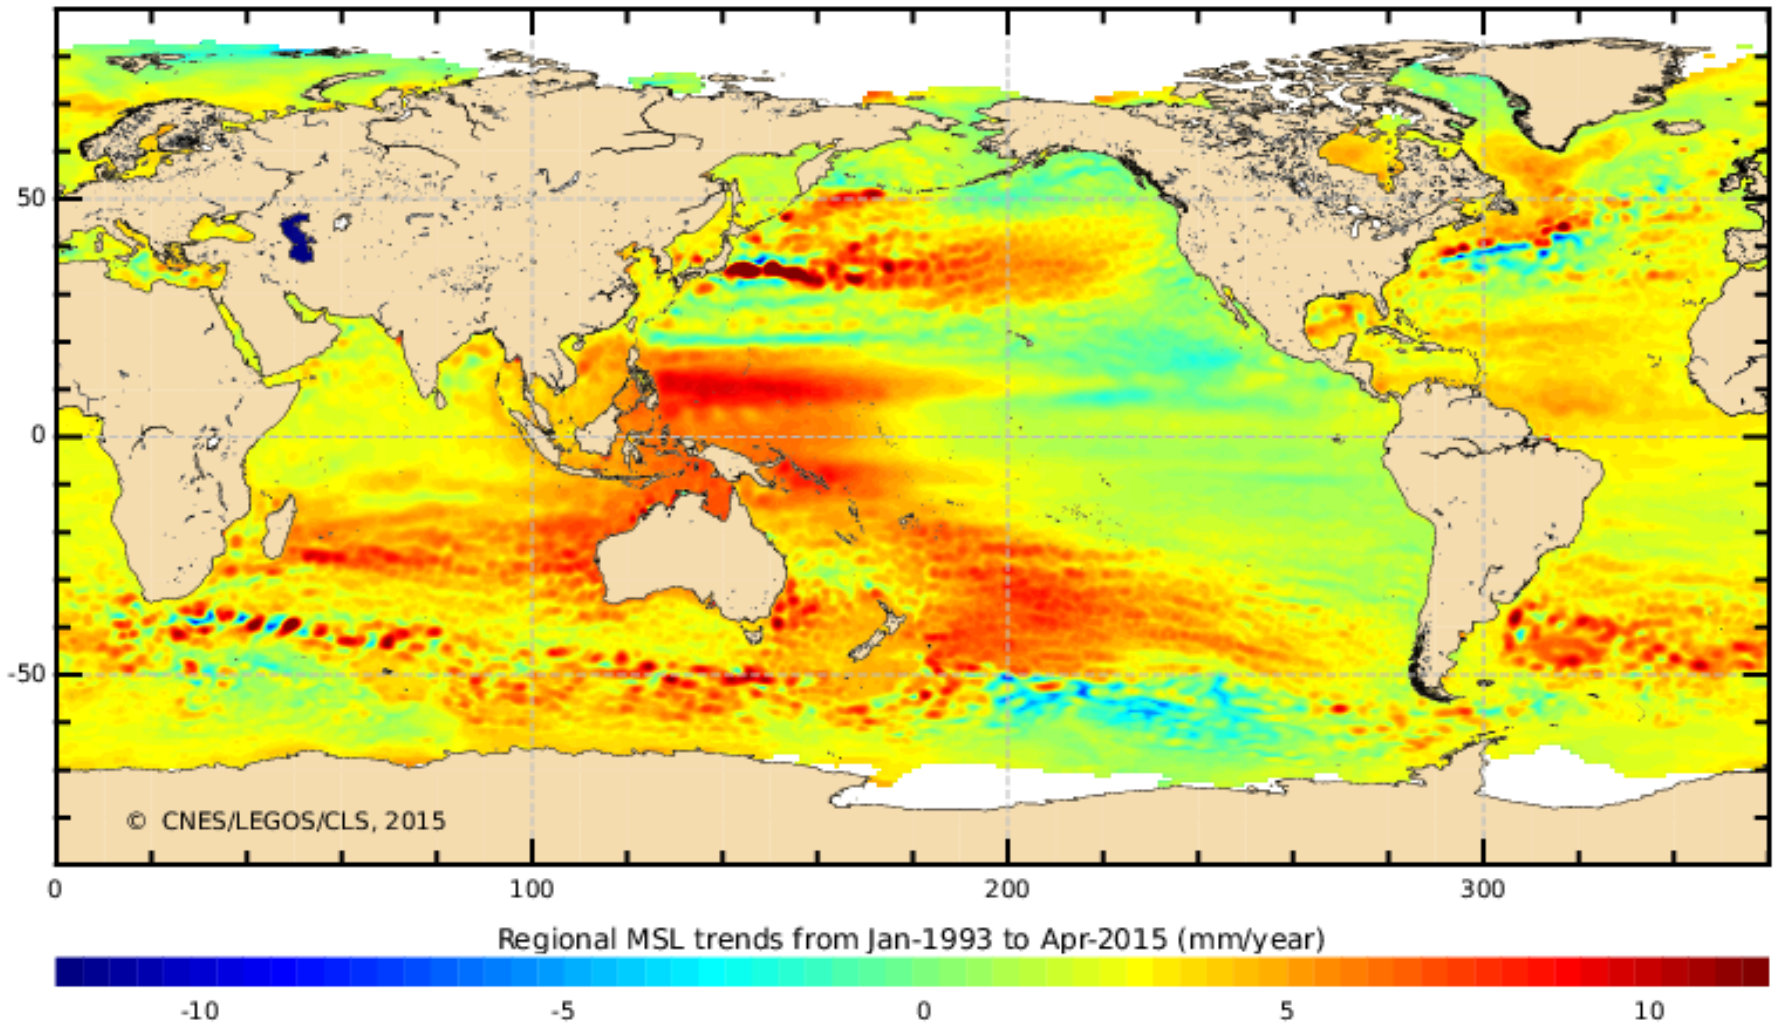 50
0
-50
© CNES/LEGOS/CLS, 2015
0 100 200 300
Regional MSL trends from Jan-1993 to Apr-2015 (mm/year)
-10 -5 0 5 10